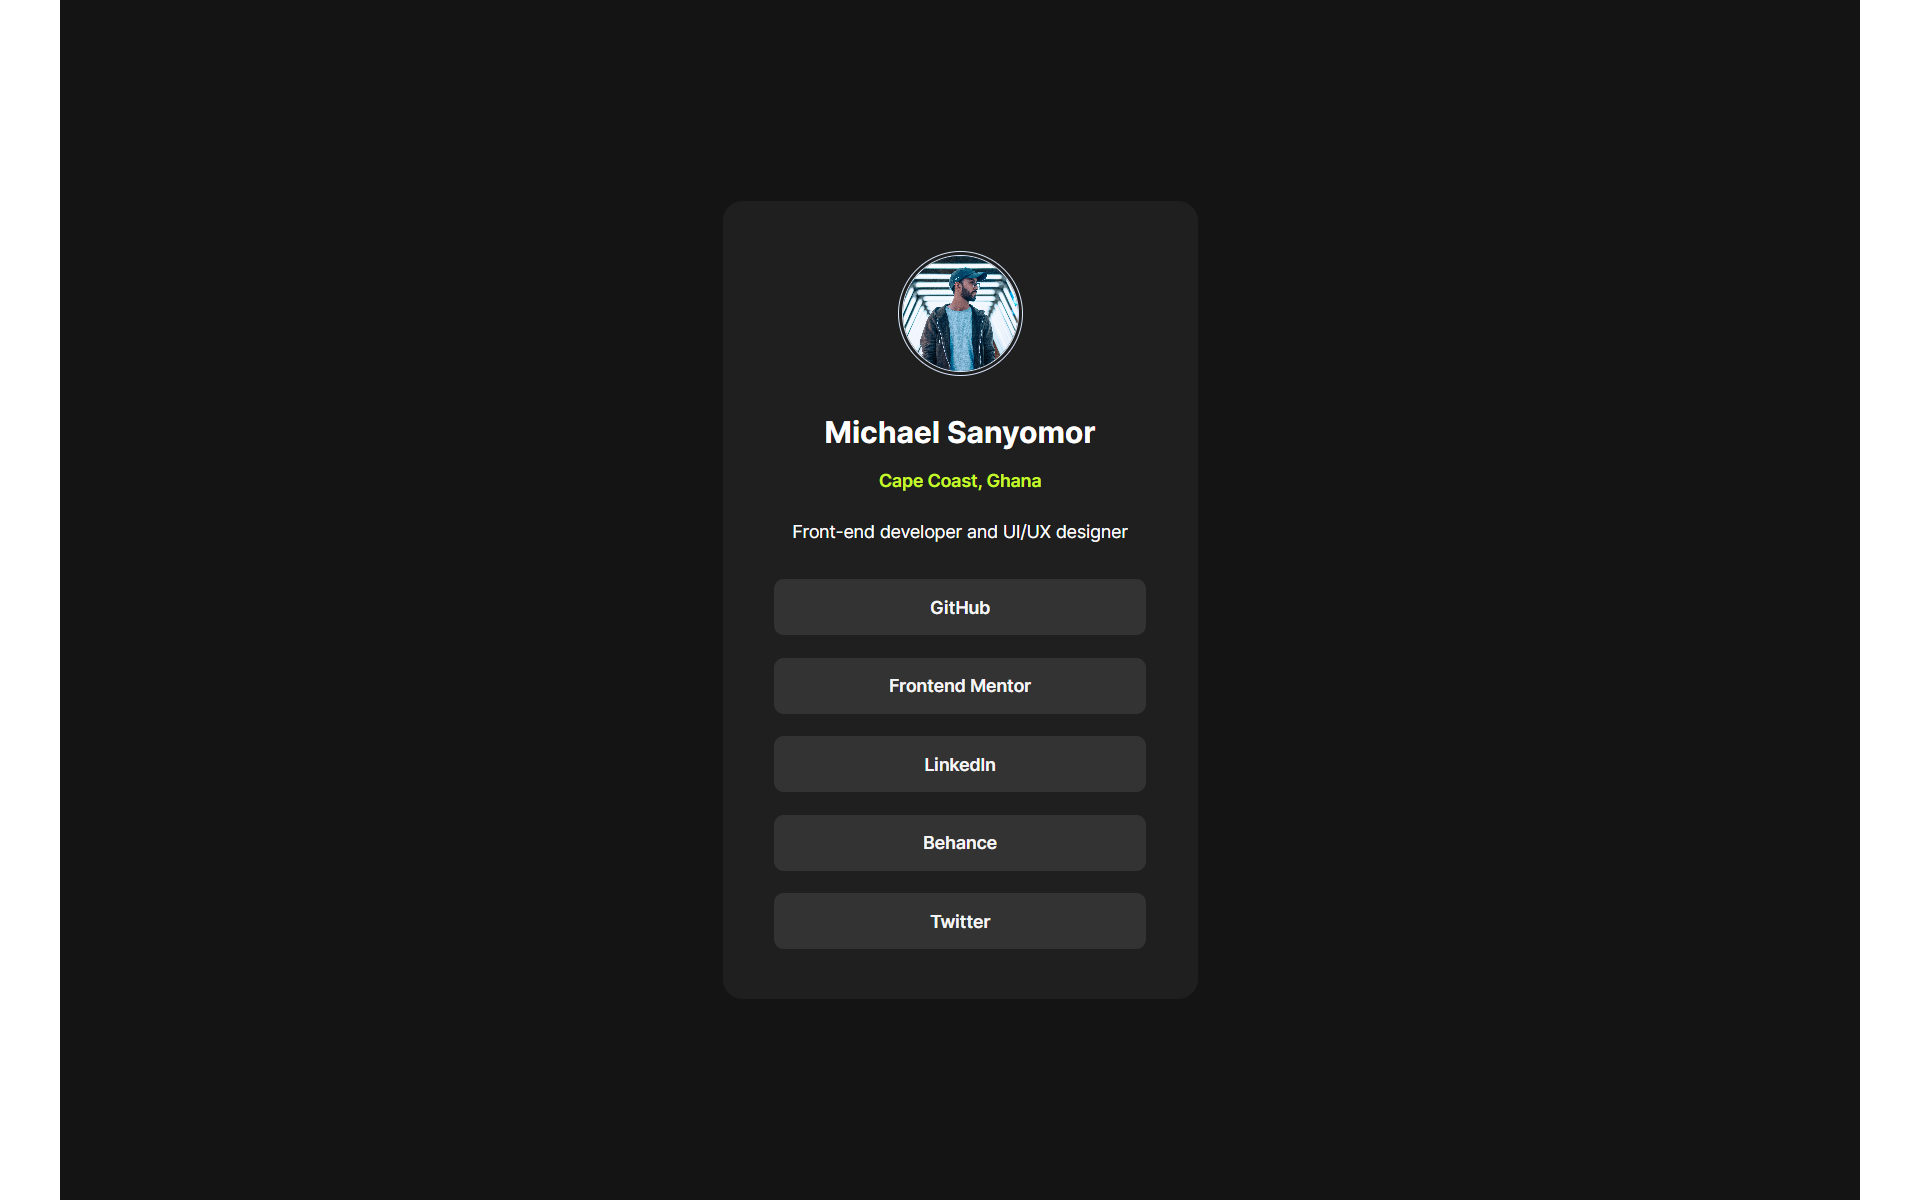 Michael Sanyomor
Cape Coast, Ghana
Front-end developer and UI/UX designer
GitHub
Frontend Mentor
LinkedIn
Behance
Twitter